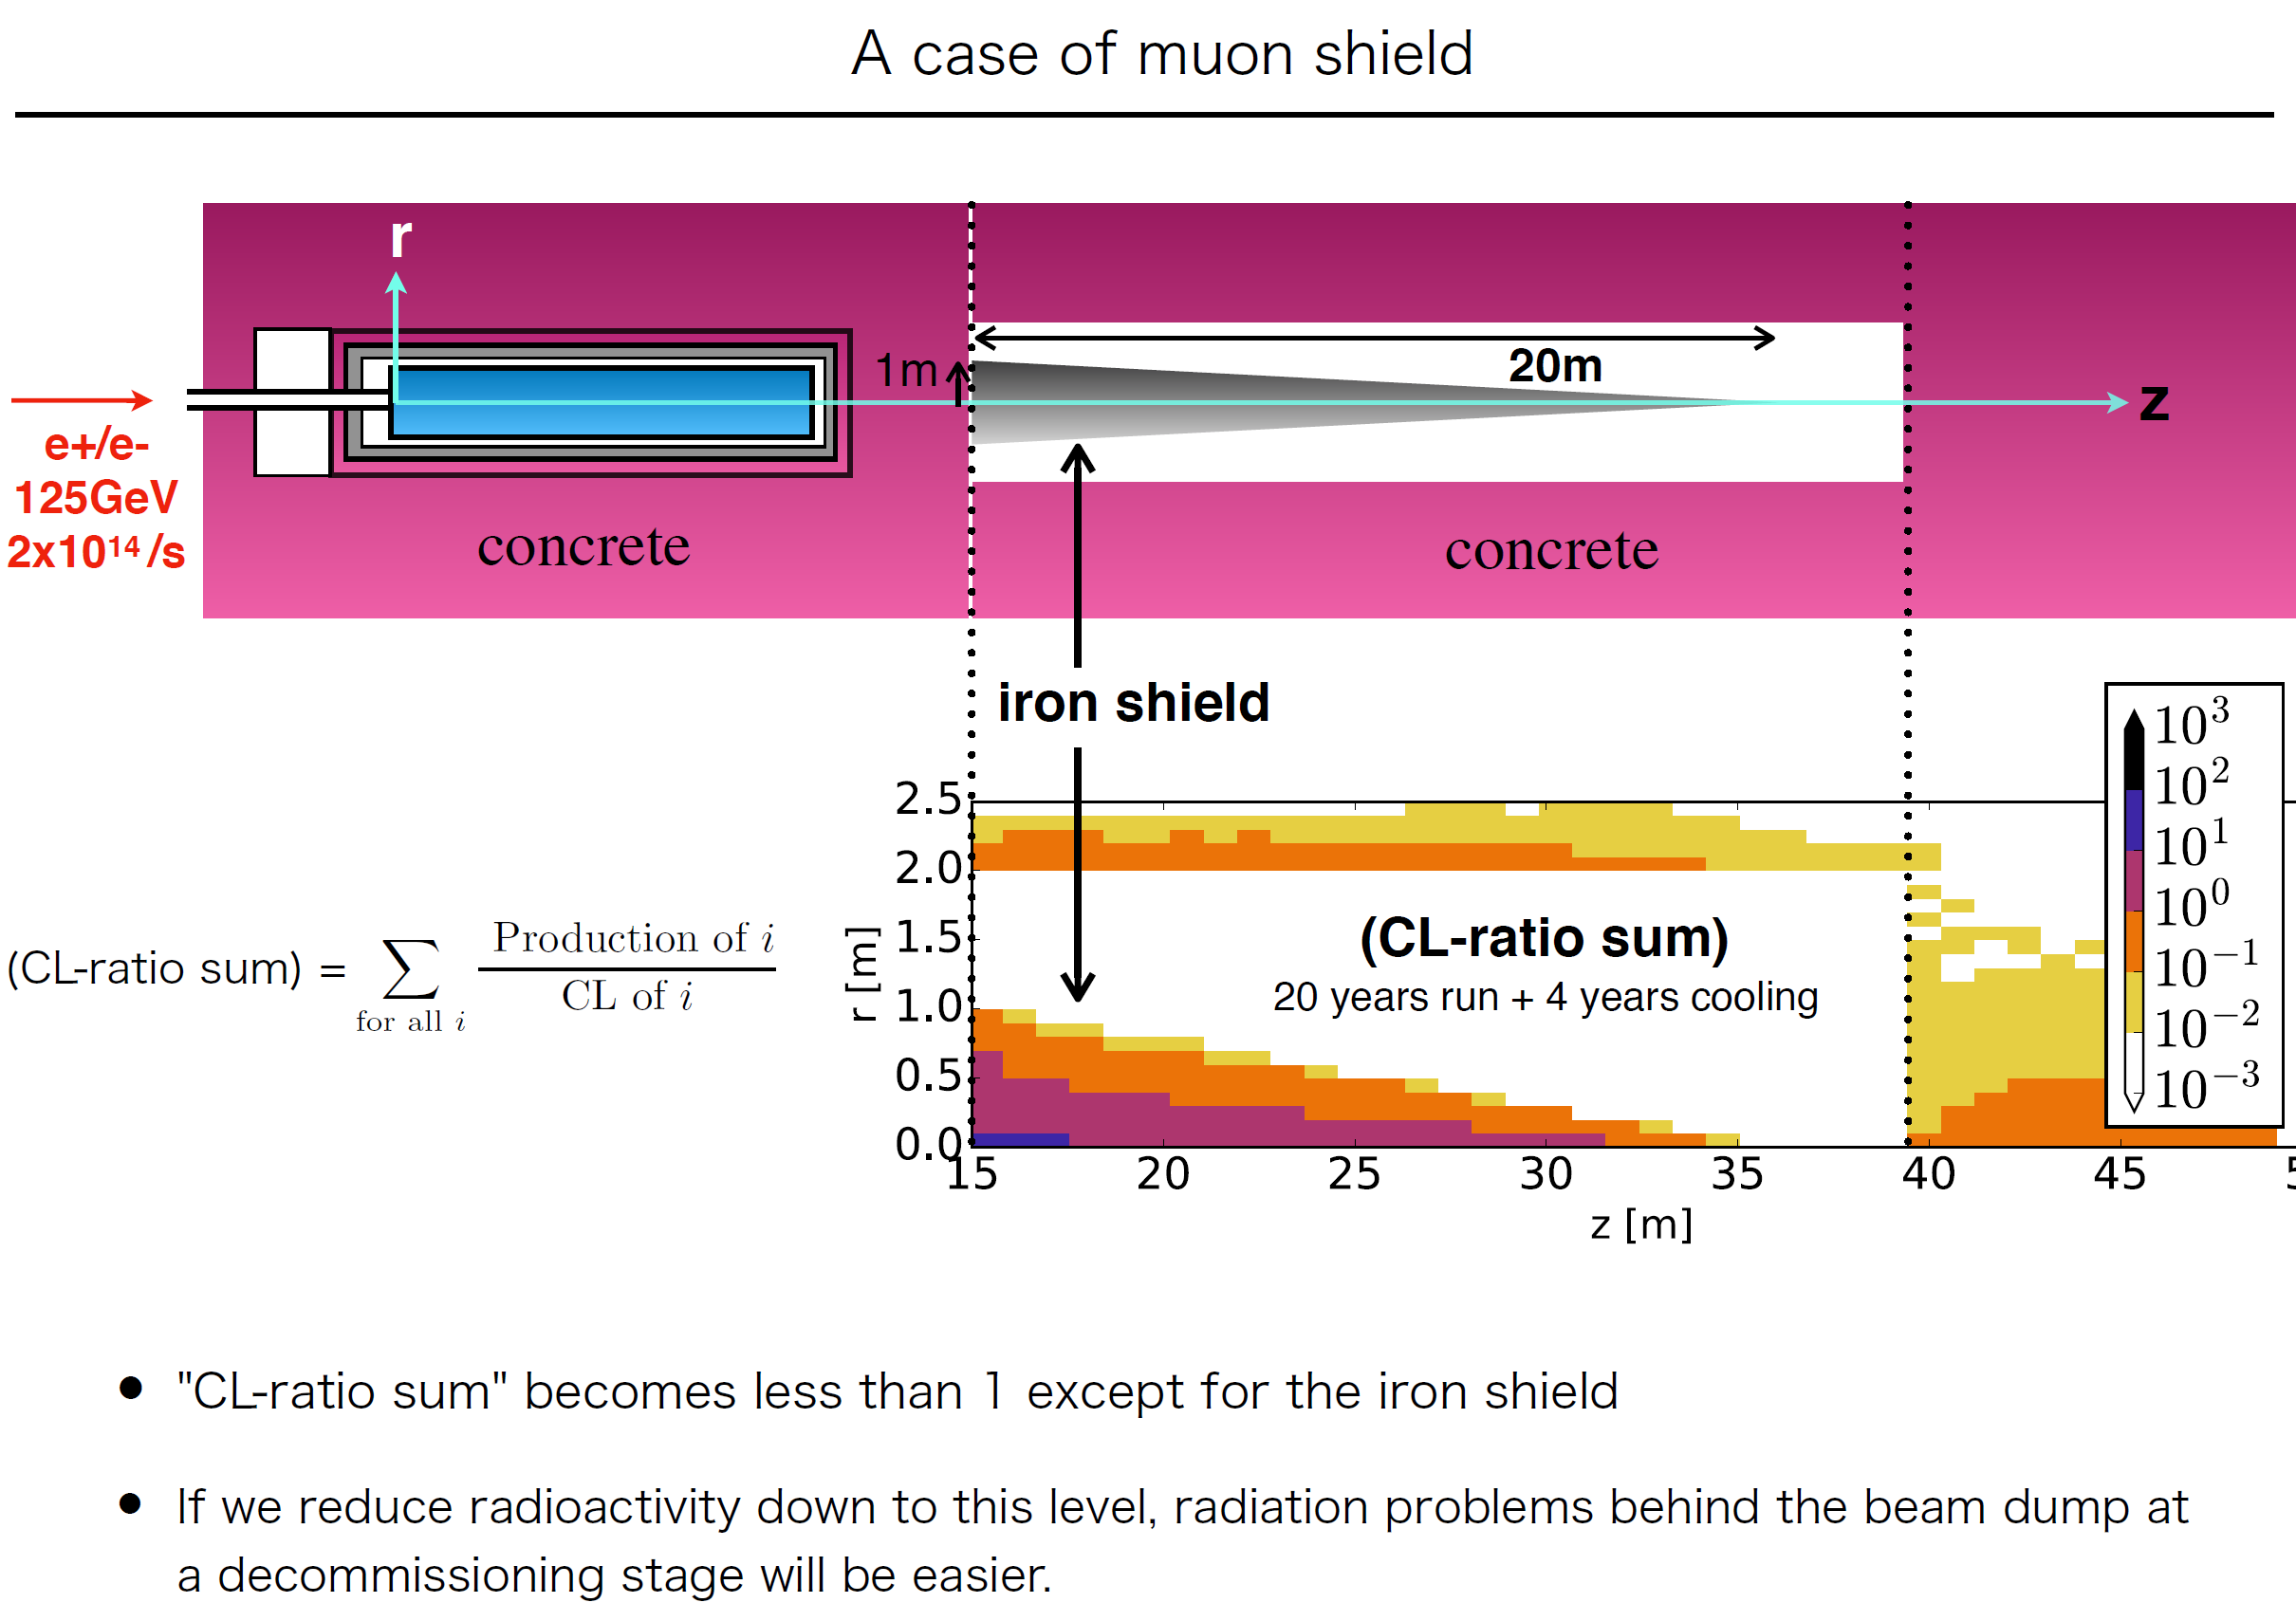 A case of muon shield
r
1m
20m
z
e+/e-
125GeV
2x10¹⁴/s
concrete
concrete
iron shield
10³
10²
10¹
10⁰
10⁻¹
10⁻²
10⁻³
(CL-ratio sum) = ∑ for all i Production of i / CL of i
r [m]
2.5
2.0
1.5
1.0
0.5
0.0
(CL-ratio sum)
20 years run + 4 years cooling
15 20 25 30 35 40 45
z [m]
• "CL-ratio sum" becomes less than 1 except for the iron shield
• If we reduce radioactivity down to this level, radiation problems behind the beam dump at
a decommissioning stage will be easier.